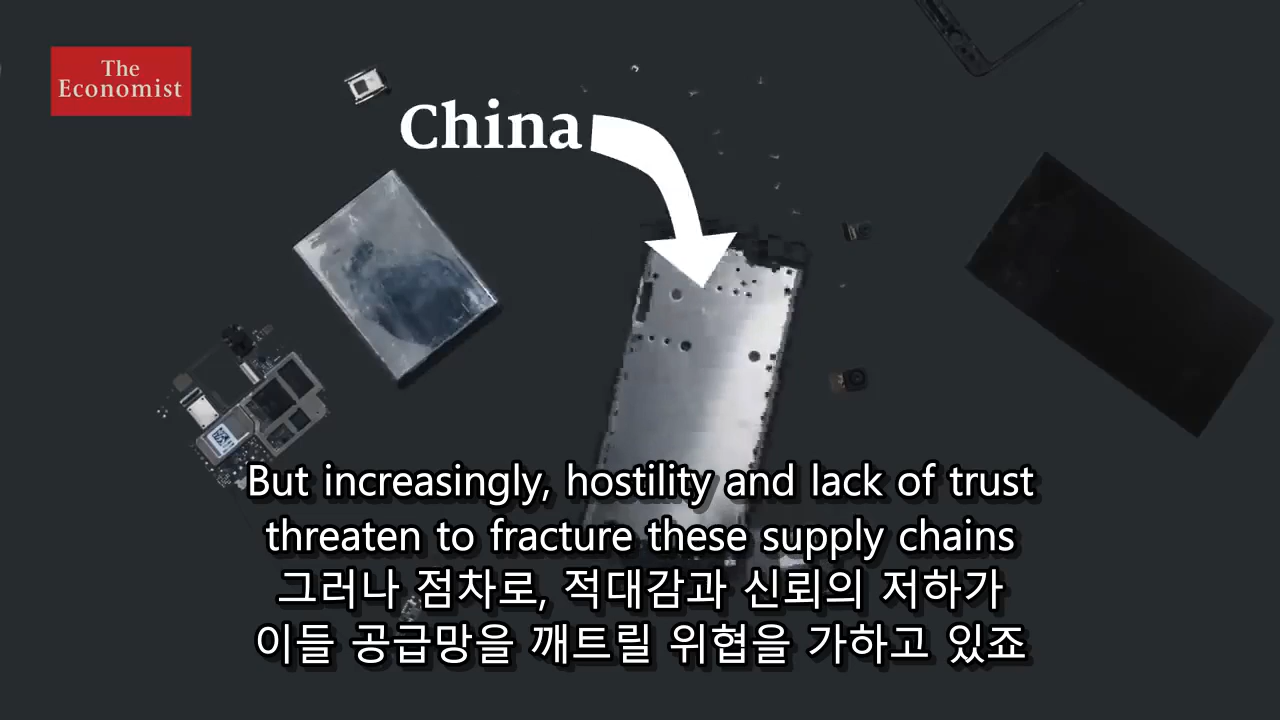 The
Economist
China
But increasingly, hostility and lack of trust
threaten to fracture these supply chains
그러나 점차로, 적대감과 신뢰의 저하가
이들 공급망을 깨트릴 위협을 가하고 있죠